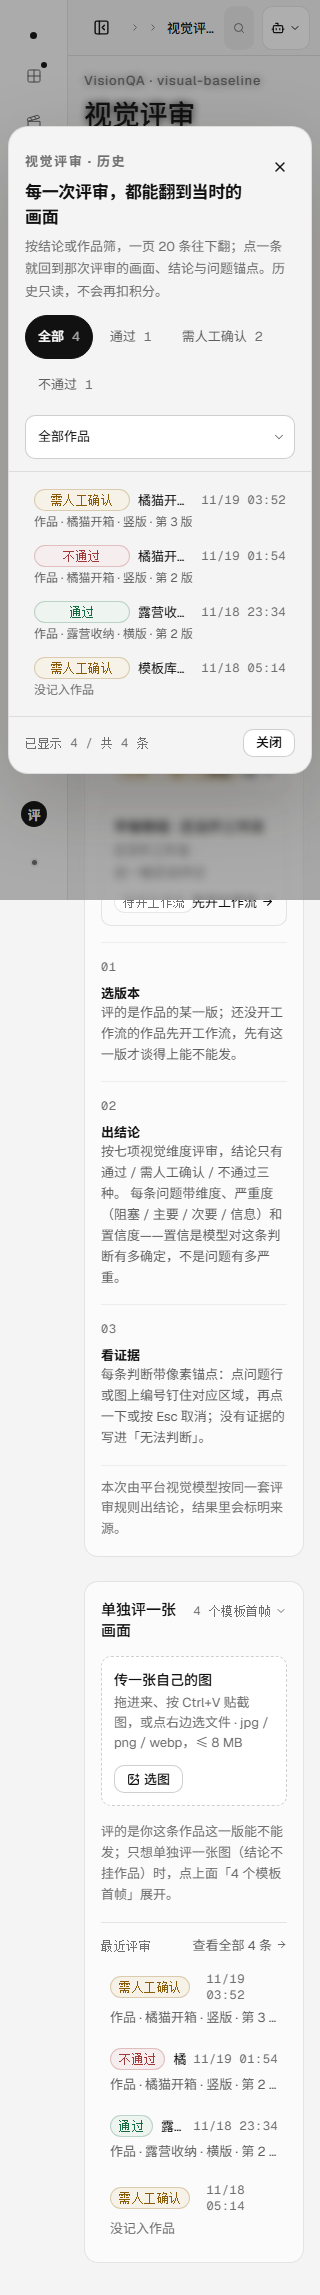 视觉评...
VisionQA · visual-baseline
视觉评审
视觉评审 · 历史
每一次评审，都能翻到当时的
画面
按结论或作品筛，一页 20 条往下翻；点一条
就回到那次评审的画面、结论与问题锚点。历
史只读，不会再扣积分。
全部 4 通过 1 需人工确认 2
不通过 1
全部作品
需人工确认 橘猫开... 11/19 03:52
作品 · 橘猫开箱 · 竖版 · 第 3 版
不通过 橘猫开... 11/19 01:54
作品 · 橘猫开箱 · 竖版 · 第 2 版
通过 露营收... 11/18 23:34
作品 · 露营收纳 · 横版 · 第 2 版
需人工确认 模板库... 11/18 05:14
没记入作品
已显示 4 / 共 4 条 关闭
评
待开工作流 先开工作流 →
01
选版本
评的是作品的某一版；还没开工
作流的作品先开工作流，先有这
一版才谈得上能不能发。
02
出结论
按七项视觉维度评审，结论只有
通过 / 需人工确认 / 不通过三
种。 每条问题带维度、严重度
（阻塞 / 主要 / 次要 / 信息）和
置信度——置信是模型对这条判
断有多确定，不是问题有多严
重。
03
看证据
每条判断带像素锚点：点问题行
或图上编号钉住对应区域，再点
一下或按 Esc 取消；没有证据的
写进「无法判断」。
本次由平台视觉模型按同一套评
审规则出结论，结果里会标明来
源。
单独评一张
画面
4 个模板首帧
传一张自己的图
拖进来、按 Ctrl+V 贴截
图，或点右边选文件 · jpg /
png / webp，≤ 8 MB
选图
评的是你这条作品这一版能不能
发；只想单独评一张图（结论不
挂作品）时，点上面「4 个模板
首帧」展开。
最近评审 查看全部 4 条 →
需人工确认 11/19
03:52
作品 · 橘猫开箱 · 竖版 · 第 3 ...
不通过 橘 11/19 01:54
作品 · 橘猫开箱 · 竖版 · 第 2 ...
通过 露... 11/18 23:34
作品 · 露营收纳 · 横版 · 第 2 ...
需人工确认 11/18
05:14
没记入作品